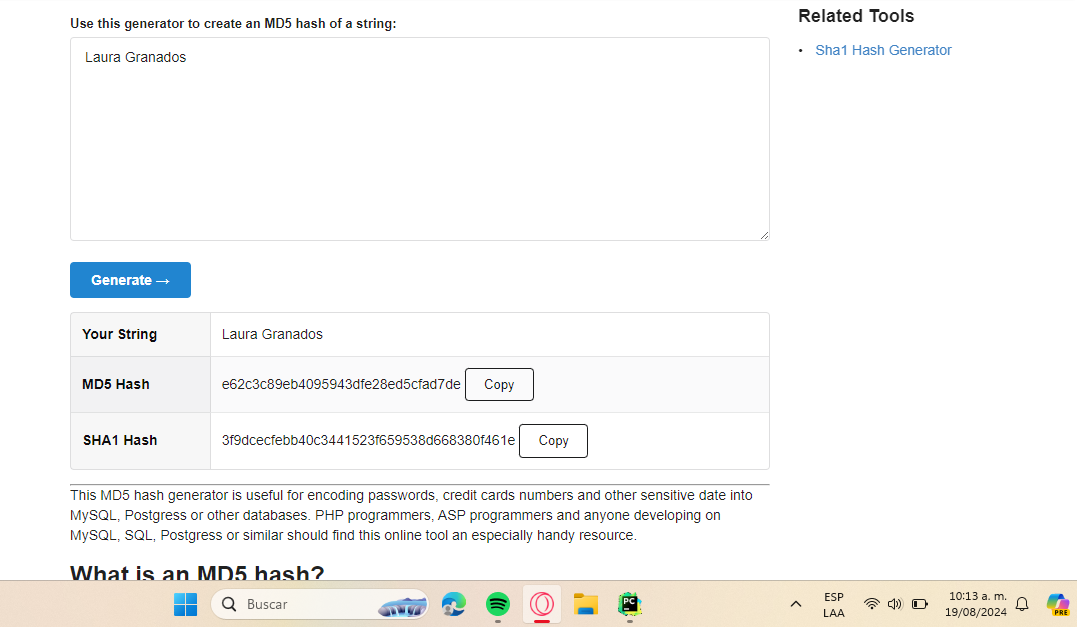 Use this generator to create an MD5 hash of a string:
Laura Granados
Generate →
Your String Laura Granados
MD5 Hash e62c3c89eb4095943dfe28ed5cfad7de Copy
SHA1 Hash 3f9dcecfebb40c3441523f659538d668380f461e Copy
This MD5 hash generator is useful for encoding passwords, credit cards numbers and other sensitive date into
MySQL, Postgress or other databases. PHP programmers, ASP programmers and anyone developing on
MySQL, SQL, Postgress or similar should find this online tool an especially handy resource.
What is an MD5 hash?
Related Tools
• Sha1 Hash Generator
Buscar
PC
ESP
LAA
10:13 a. m.
19/08/2024
PRE